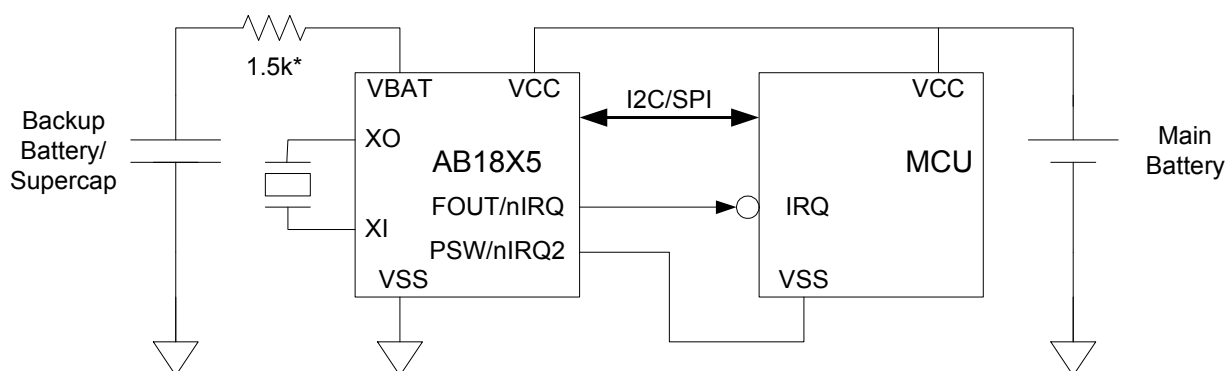 1.5k*
VBAT
VCC
I2C/SPI
VCC
Backup
Battery/
Supercap
XO
AB18X5
MCU
Main
Battery
FOUT/nIRQ
IRQ
XI
PSW/nIRQ2
VSS
VSS